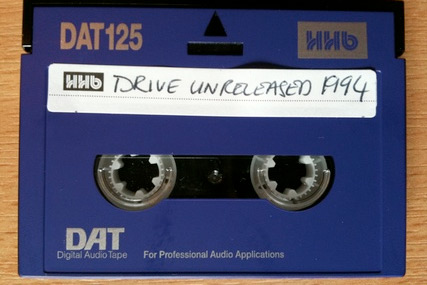 DAT125 HHb
HHb DRIVE UNRELEASED 1994
DAT
Digital Audio Tape For Professional Audio Applications